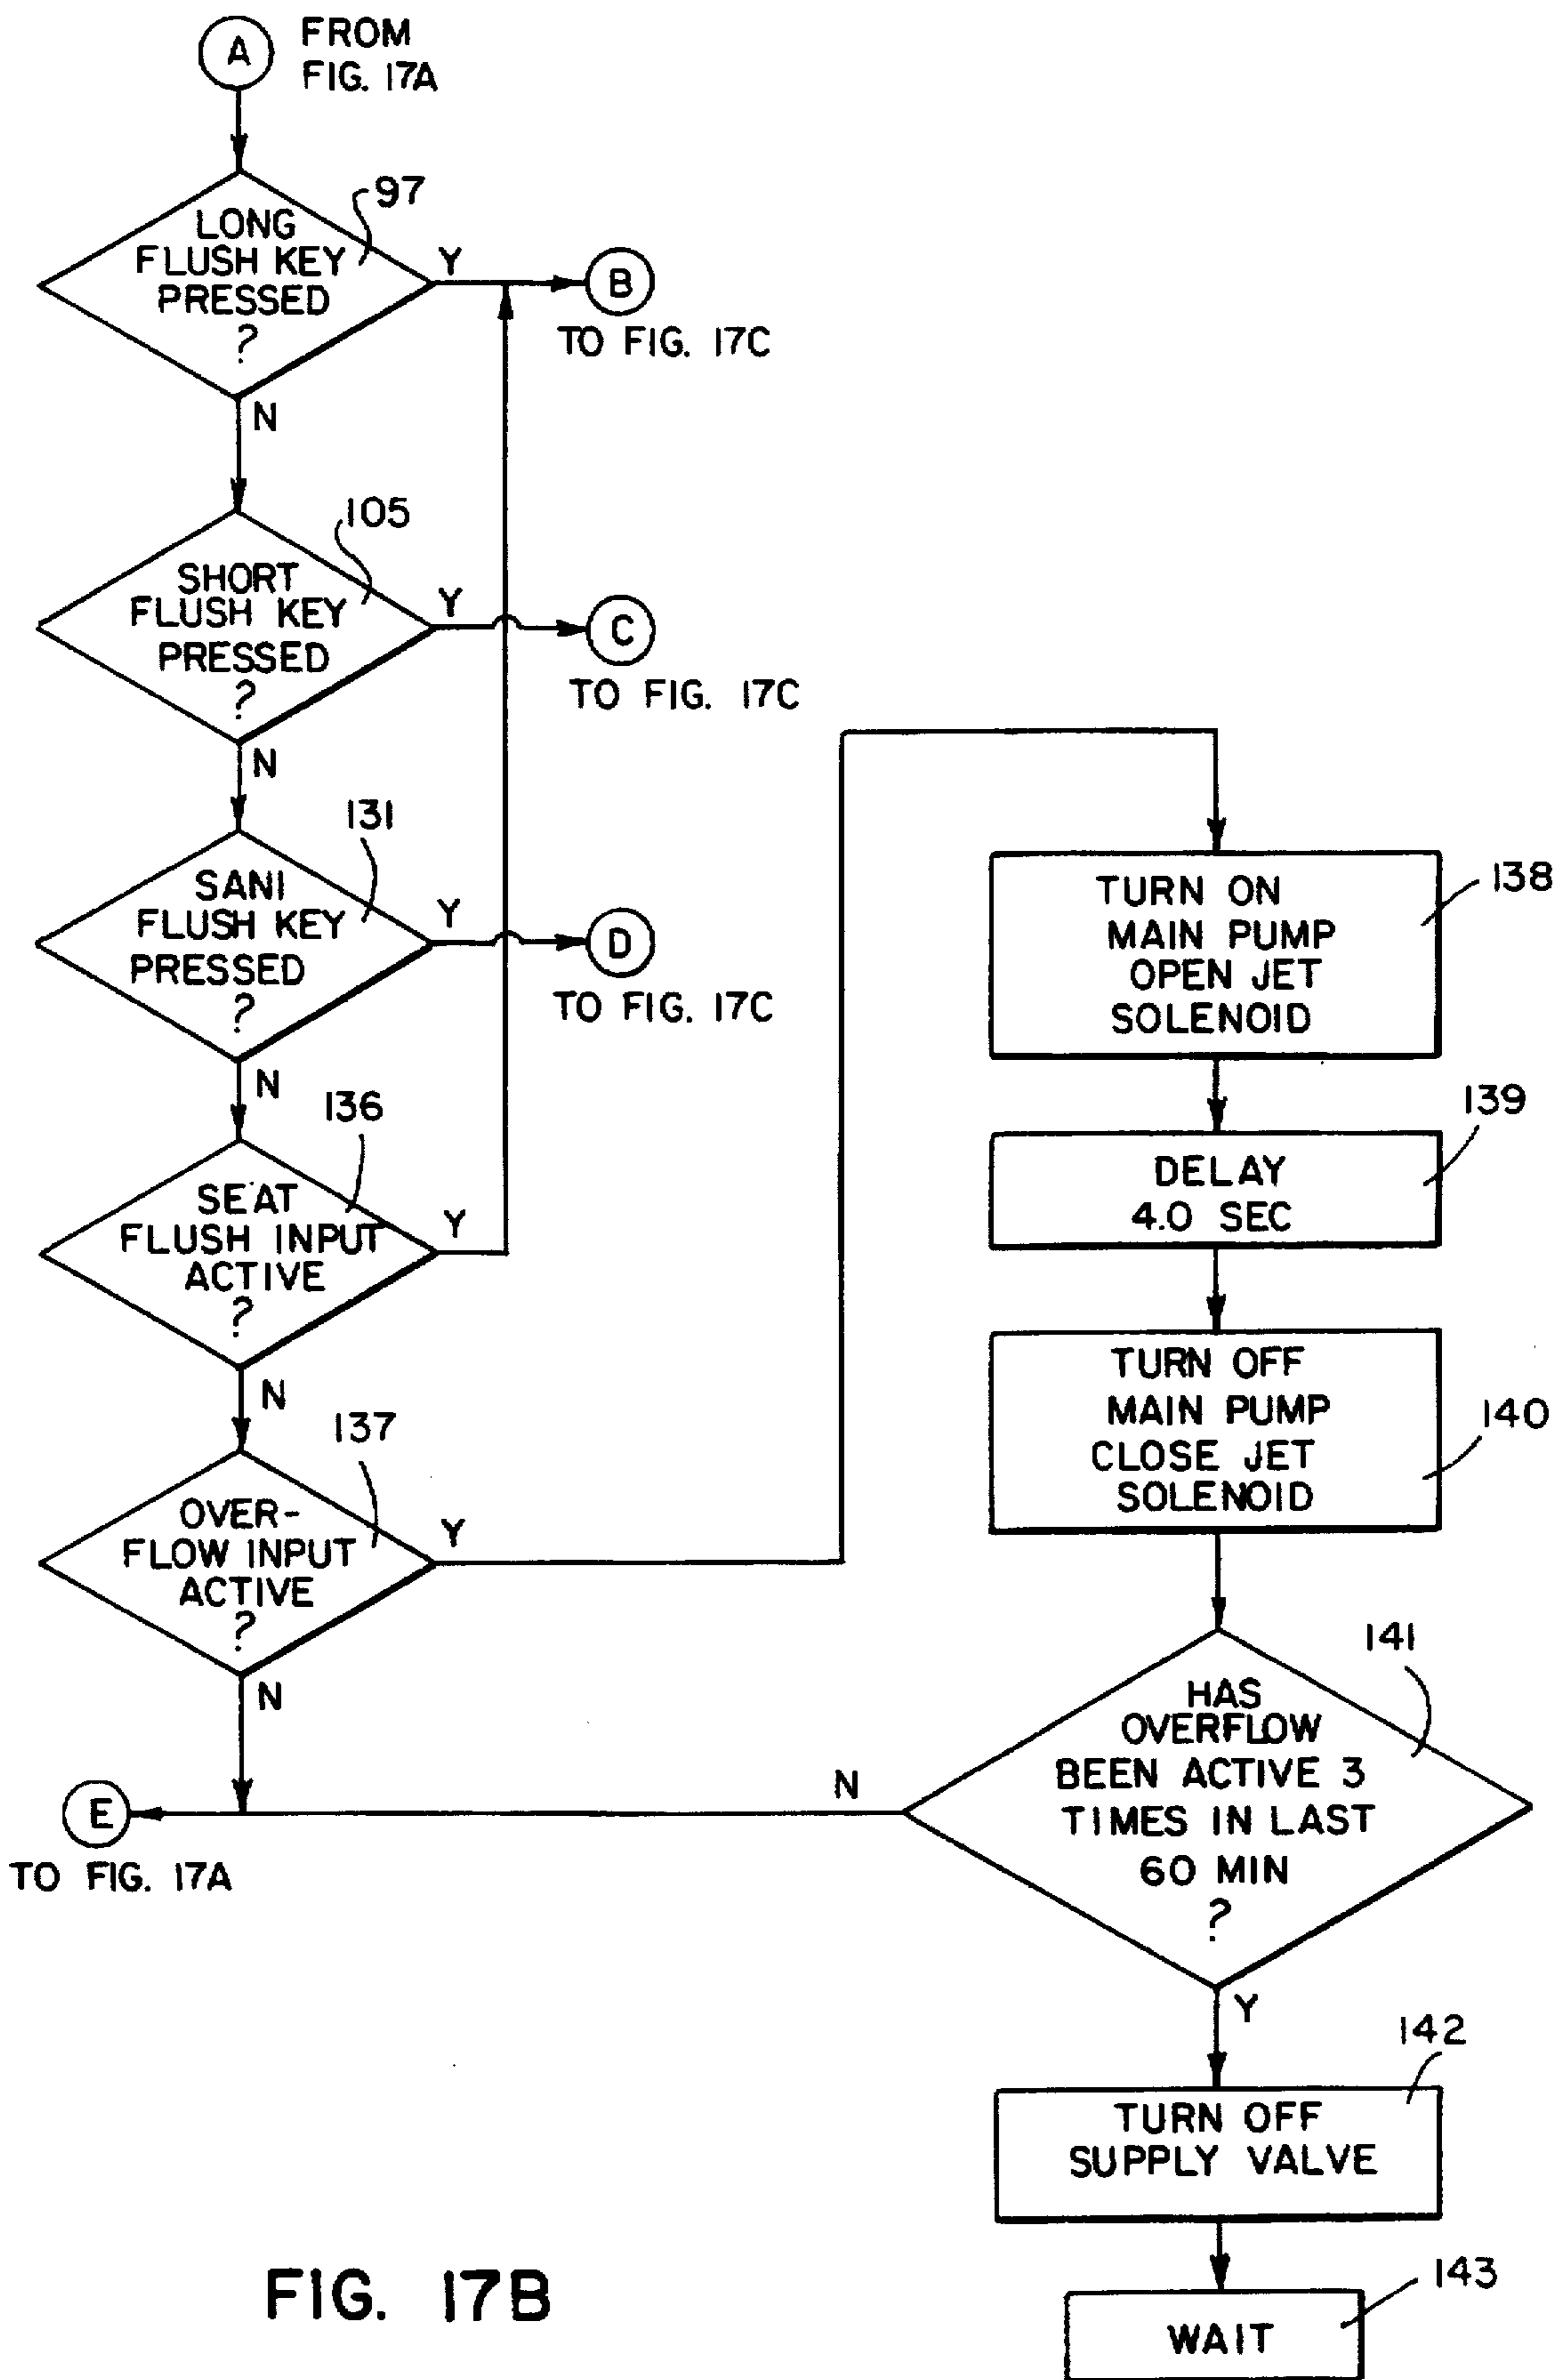 A
FROM
FIG. 17A
97
LONG
FLUSH KEY
PRESSED
?
Y
B
TO FIG. 17C
N
105
SHORT
FLUSH KEY
PRESSED
?
Y
C
TO FIG. 17C
N
131
SANI
FLUSH KEY
PRESSED
?
Y
D
TO FIG. 17C
N
136
SEAT
FLUSH INPUT
ACTIVE
?
Y
N
137
OVER-
FLOW INPUT
ACTIVE
?
Y
N
E
TO FIG. 17A
138
TURN ON
MAIN PUMP
OPEN JET
SOLENOID
139
DELAY
4.0 SEC
140
TURN OFF
MAIN PUMP
CLOSE JET
SOLENOID
141
HAS
OVERFLOW
BEEN ACTIVE 3
TIMES IN LAST
60 MIN
?
N
Y
142
TURN OFF
SUPPLY VALVE
143
WAIT
FIG. 17B